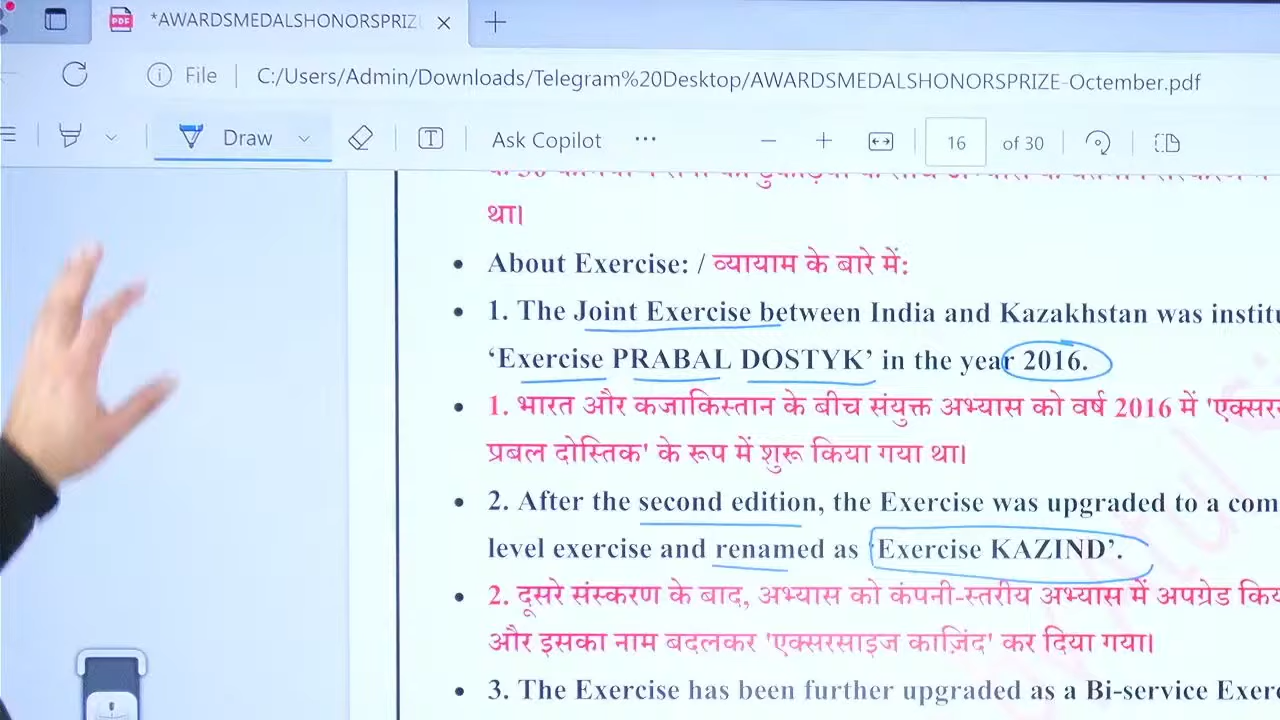 *AWARDSMEDALSHONORSPRIZ
File
C:/Users/Admin/Downloads/Telegram%20Desktop/AWARDSMEDALSHONORSPRIZE-Octember.pdf
Draw
Ask Copilot
16 of 30
था।
• About Exercise: / व्यायाम के बारे में:
• 1. The Joint Exercise between India and Kazakhstan was institu
‘Exercise PRABAL DOSTYK’ in the year 2016.
• 1. भारत और कजाकिस्तान के बीच संयुक्त अभ्यास को वर्ष 2016 में 'एक्सर
प्रबल दोस्तिक' के रूप में शुरू किया गया था।
• 2. After the second edition, the Exercise was upgraded to a com
level exercise and renamed as ‘Exercise KAZIND’.
• 2. दूसरे संस्करण के बाद, अभ्यास को कंपनी-स्तरीय अभ्यास में अपग्रेड किय
और इसका नाम बदलकर 'एक्सरसाइज काज़िंद' कर दिया गया।
• 3. The Exercise has been further upgraded as a Bi-service Exer